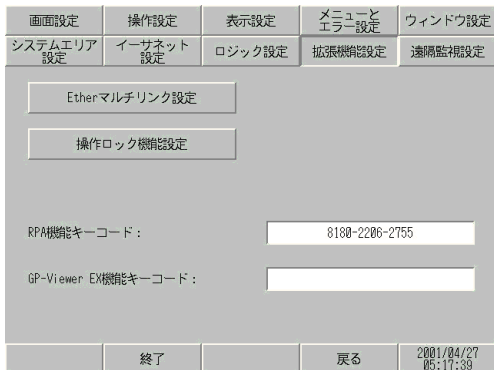 画面設定
操作設定
表示設定
メニューと
エラー設定
ウィンドウ設定
システムエリア
設定
イーサネット
設定
ロジック設定
拡張機能設定
遠隔監視設定
Etherマルチリンク設定
操作ロック機能設定
RPA機能キーコード：
8180-2206-2755
GP-Viewer EX機能キーコード：
終了
戻る
2001/04/27
05:17:39